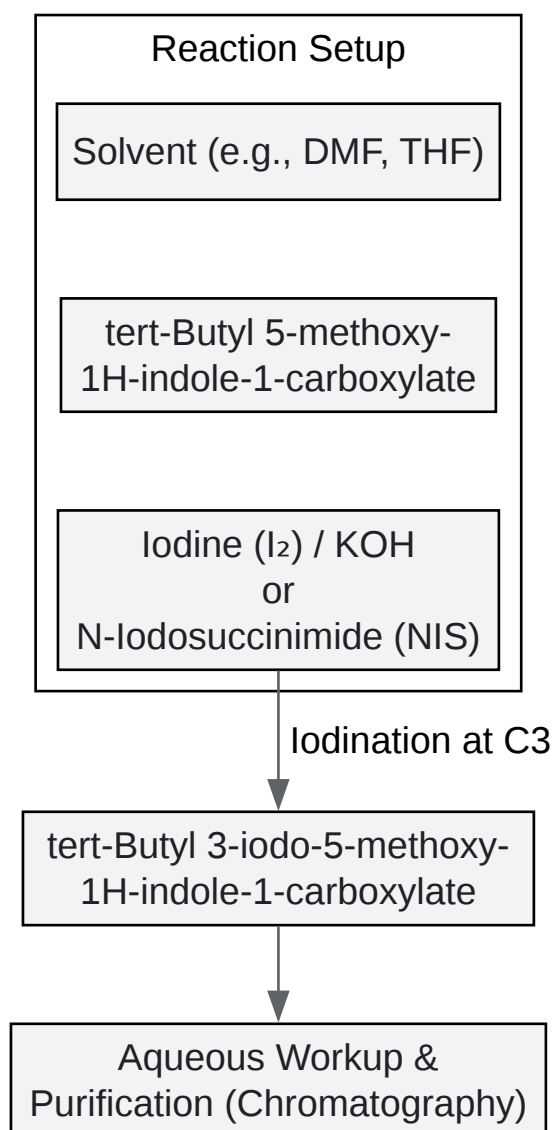 Reaction Setup
Solvent (e.g., DMF, THF)
tert-Butyl 5-methoxy-
1H-indole-1-carboxylate
Iodine (I₂) / KOH
or
N-Iodosuccinimide (NIS)
Iodination at C3
tert-Butyl 3-iodo-5-methoxy-
1H-indole-1-carboxylate
Aqueous Workup &
Purification (Chromatography)